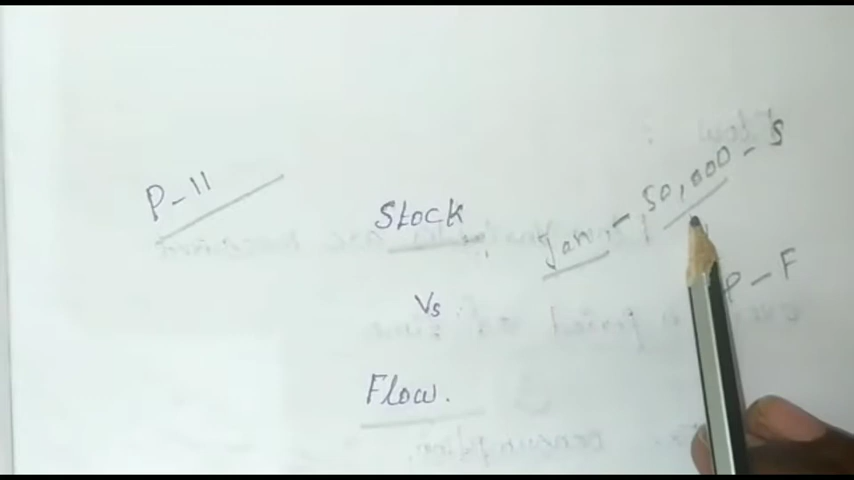 P-11
Stock
Vs
Flow.
Jan - 50,000 - S
P - F